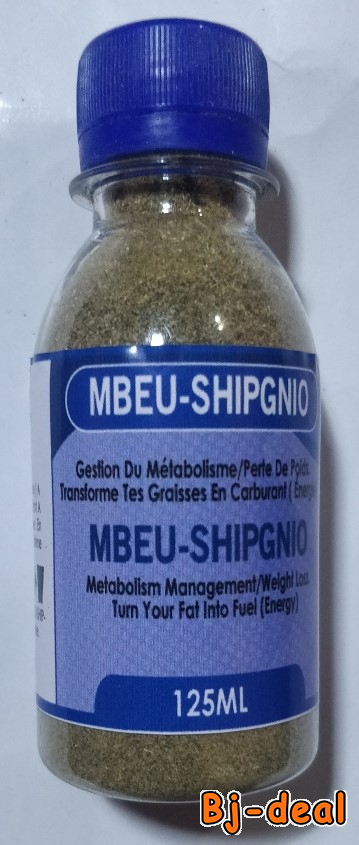 MBEU-SHIPGNIO
Gestion Du Métabolisme/Perte De Poids.
Transforme Tes Graisses En Carburant ( Energie
MBEU-SHIPGNIO
Metabolism Management/Weight Loss.
Turn Your Fat Into Fuel (Energy)
125ML
Bj-deal